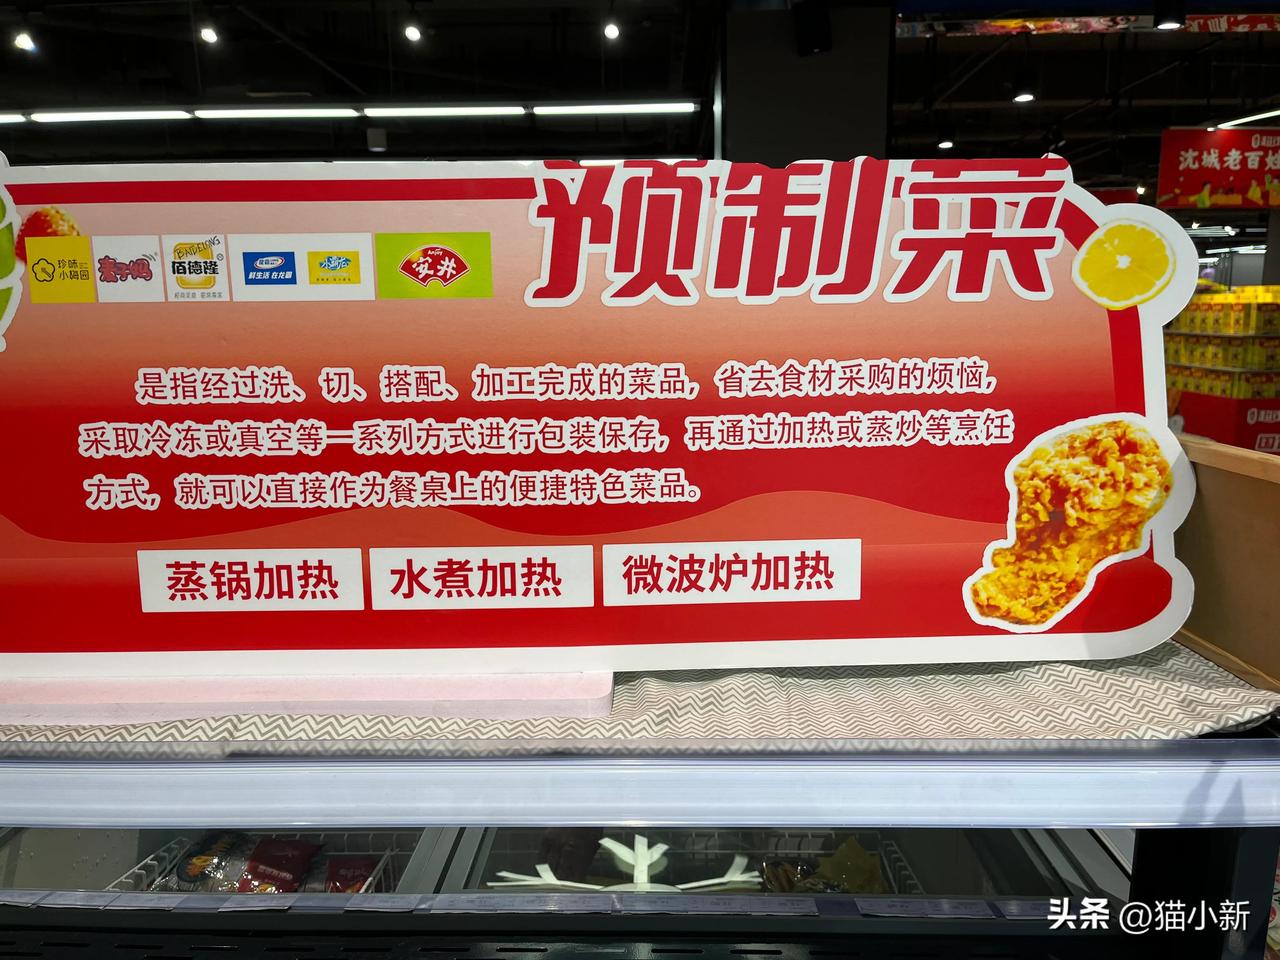 预制菜
珍味
小梅园
麦子妈
BAIDELONG
佰德隆
鲜生活 在龙圆
Anjoy
安井
是指经过洗、切、搭配、加工完成的菜品，省去食材采购的烦恼，
采取冷冻或真空等一系列方式进行包装保存，再通过加热或蒸炒等烹饪
方式，就可以直接作为餐桌上的便捷特色菜品。
蒸锅加热
水煮加热
微波炉加热
沈城老百姓
头条 @猫小新